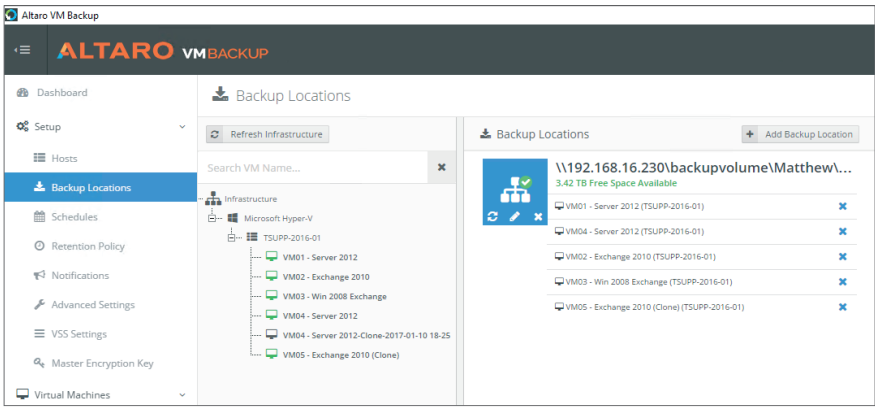 Altaro VM Backup
ALTARO VMBACKUP
Dashboard
Setup
Hosts
Backup Locations
Schedules
Retention Policy
Notifications
Advanced Settings
VSS Settings
Master Encryption Key
Virtual Machines
Backup Locations
Refresh Infrastructure
Search VM Name...
Infrastructure
Microsoft Hyper-V
TSUPP-2016-01
VM01 - Server 2012
VM02 - Exchange 2010
VM03 - Win 2008 Exchange
VM04 - Server 2012
VM04 - Server 2012-Clone-2017-01-10 18-25
VM05 - Exchange 2010 (Clone)
Backup Locations
+ Add Backup Location
\\192.168.16.230\backupvolume\Matthew\...
3.42 TB Free Space Available
VM01 - Server 2012 (TSUPP-2016-01)
VM04 - Server 2012 (TSUPP-2016-01)
VM02 - Exchange 2010 (TSUPP-2016-01)
VM03 - Win 2008 Exchange (TSUPP-2016-01)
VM05 - Exchange 2010 (Clone) (TSUPP-2016-01)